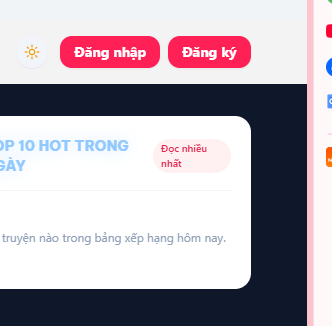 Đăng nhập Đăng ký
OP 10 HOT TRONG
GÀY
Đọc nhiều
nhất
truyện nào trong bảng xếp hạng hôm nay.